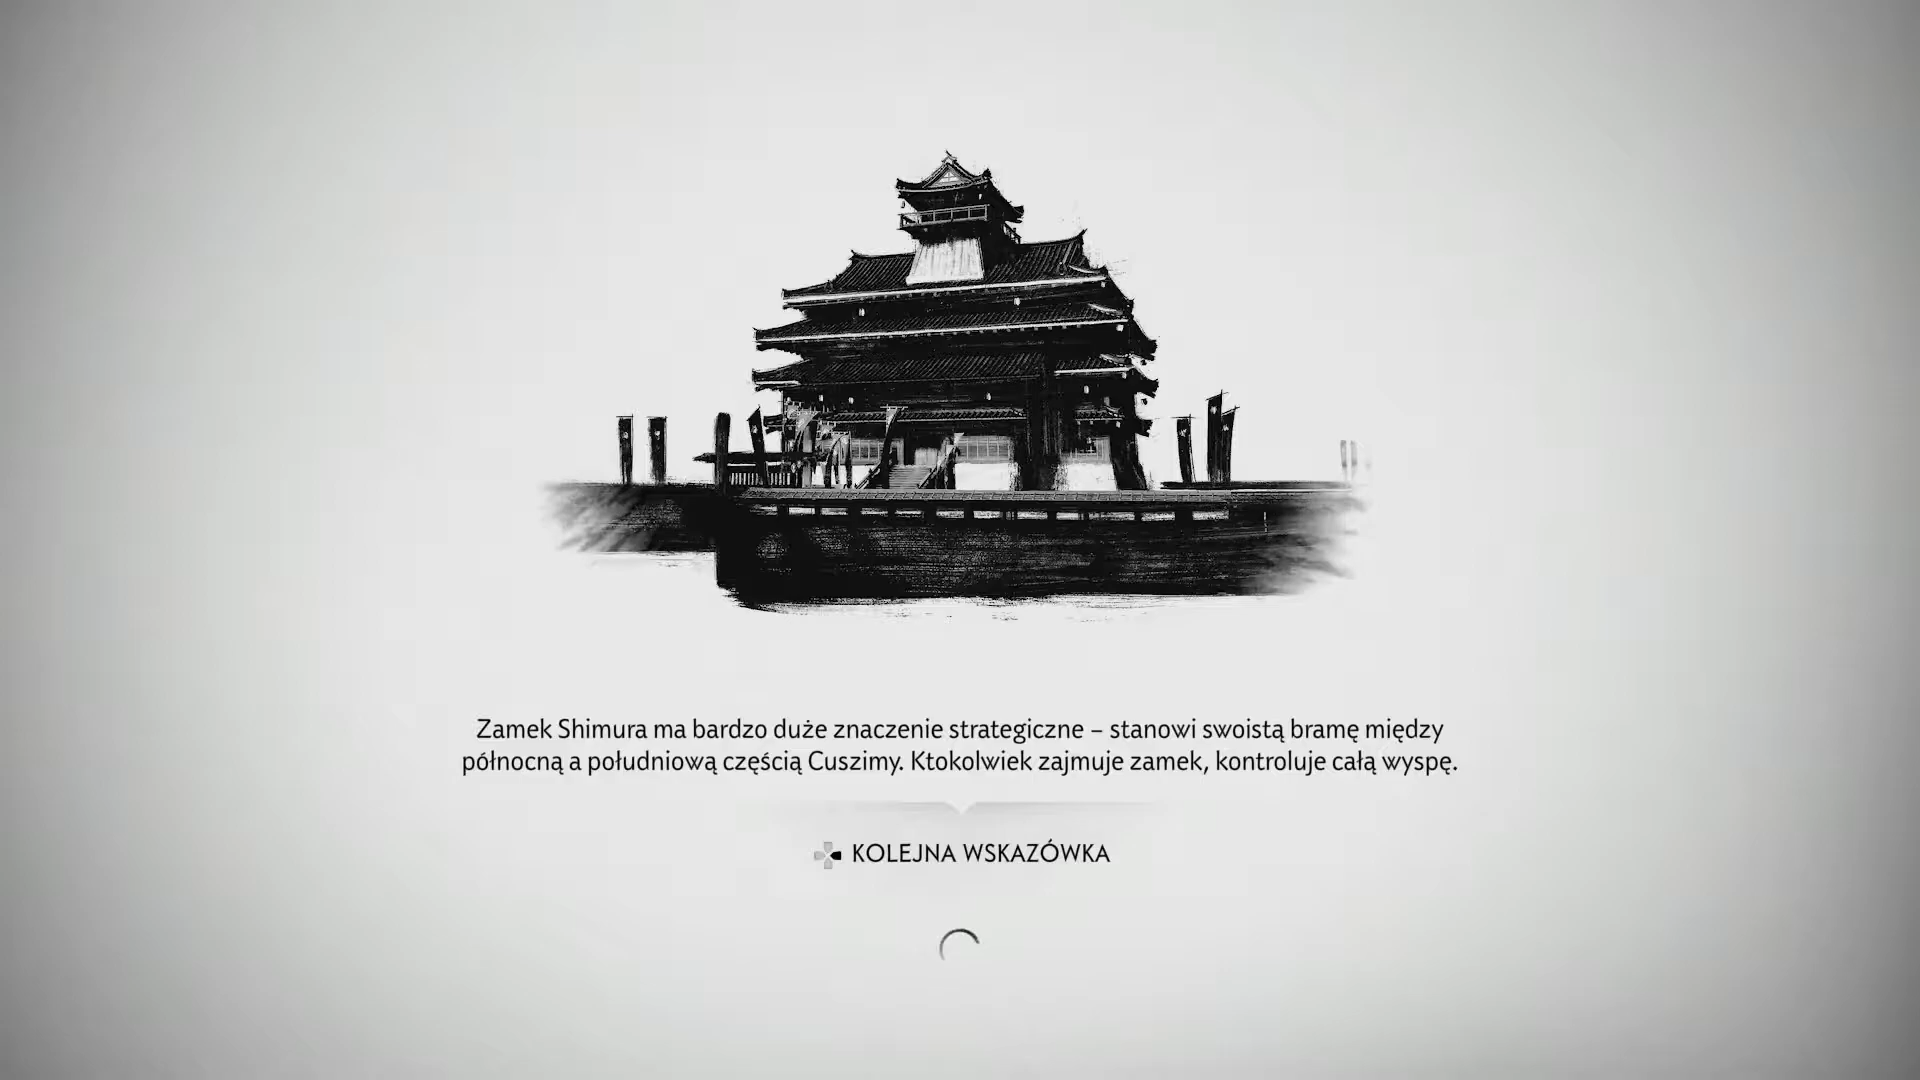 Zamek Shimura ma bardzo duże znaczenie strategiczne – stanowi swoistą bramę między
północną a południową częścią Cuszimy. Ktokolwiek zajmuje zamek, kontroluje całą wyspę.
KOLEJNA WSKAZÓWKA